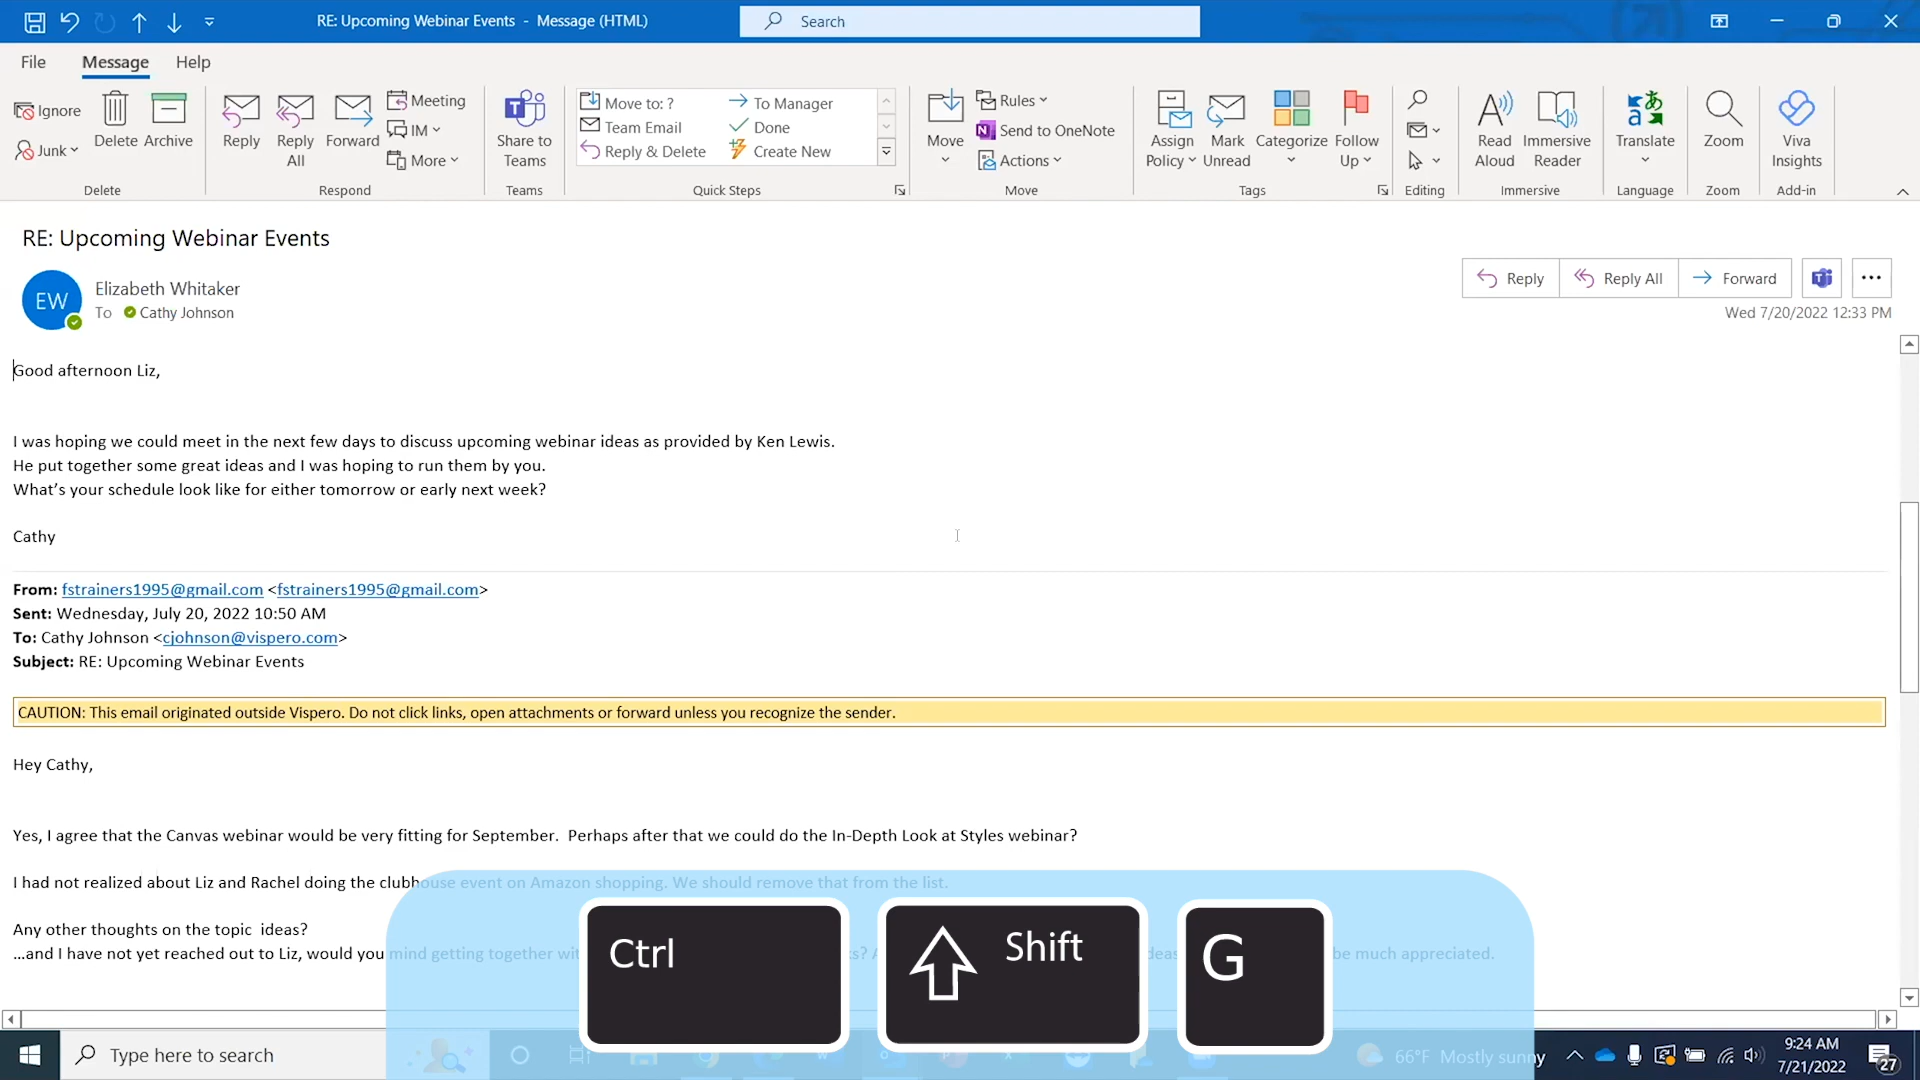 RE: Upcoming Webinar Events - Message (HTML)
Search
File Message Help
Ignore
Junk
Delete
Archive
Delete
Reply
Reply All
Forward
Meeting
IM
More
Respond
Share to Teams
Teams
Move to: ?
Team Email
Reply & Delete
To Manager
Done
Create New
Quick Steps
Move
Rules
Send to OneNote
Actions
Move
Assign Policy
Mark Unread
Categorize
Follow Up
Tags
Editing
Read Aloud
Immersive Reader
Immersive
Translate
Language
Zoom
Zoom
Viva Insights
Add-in
RE: Upcoming Webinar Events
EW
Elizabeth Whitaker
To Cathy Johnson
Reply
Reply All
Forward
Wed 7/20/2022 12:33 PM
Good afternoon Liz,
I was hoping we could meet in the next few days to discuss upcoming webinar ideas as provided by Ken Lewis.
He put together some great ideas and I was hoping to run them by you.
What’s your schedule look like for either tomorrow or early next week?
Cathy
From: fstrainers1995@gmail.com <fstrainers1995@gmail.com>
Sent: Wednesday, July 20, 2022 10:50 AM
To: Cathy Johnson <cjohnson@vispero.com>
Subject: RE: Upcoming Webinar Events
CAUTION: This email originated outside Vispero. Do not click links, open attachments or forward unless you recognize the sender.
Hey Cathy,
Yes, I agree that the Canvas webinar would be very fitting for September.  Perhaps after that we could do the In-Depth Look at Styles webinar?
I had not realized about Liz and Rachel doing the clubhouse event on Amazon shopping. We should remove that from the list.
Any other thoughts on the topic  ideas?
...and I have not yet reached out to Liz, would you mind getting together be much appreciated.
Ctrl
Shift
G
Type here to search
66°F Mostly sunny
9:24 AM
7/21/2022
27